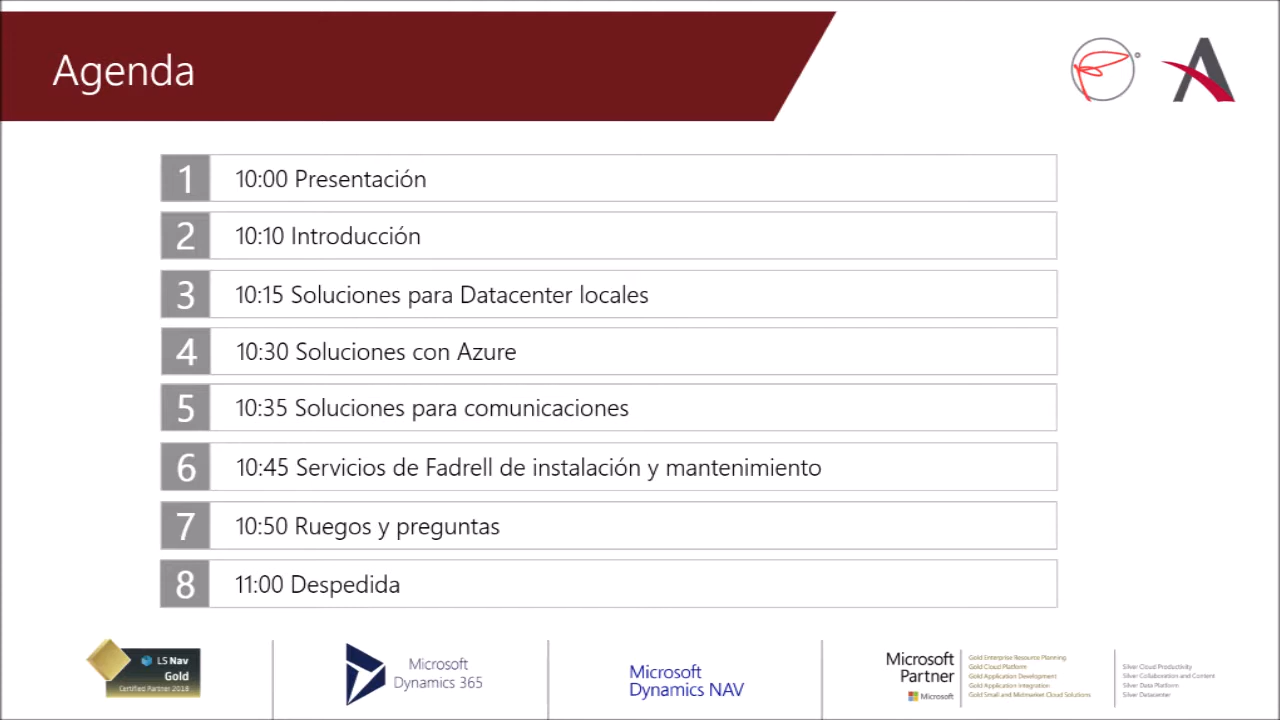 Agenda
1 10:00 Presentación
2 10:10 Introducción
3 10:15 Soluciones para Datacenter locales
4 10:30 Soluciones con Azure
5 10:35 Soluciones para comunicaciones
6 10:45 Servicios de Fadrell de instalación y mantenimiento
7 10:50 Ruegos y preguntas
8 11:00 Despedida
LS Nav
Gold
Certified Partner 2018
Microsoft
Dynamics 365
Microsoft
Dynamics NAV
Microsoft
Partner
Microsoft
Gold Enterprise Resource Planning
Gold Cloud Platform
Gold Application Development
Gold Application Integration
Gold Small and Midmarket Cloud Solutions
Silver Cloud Productivity
Silver Collaboration and Content
Silver Data Platform
Silver Datacenter